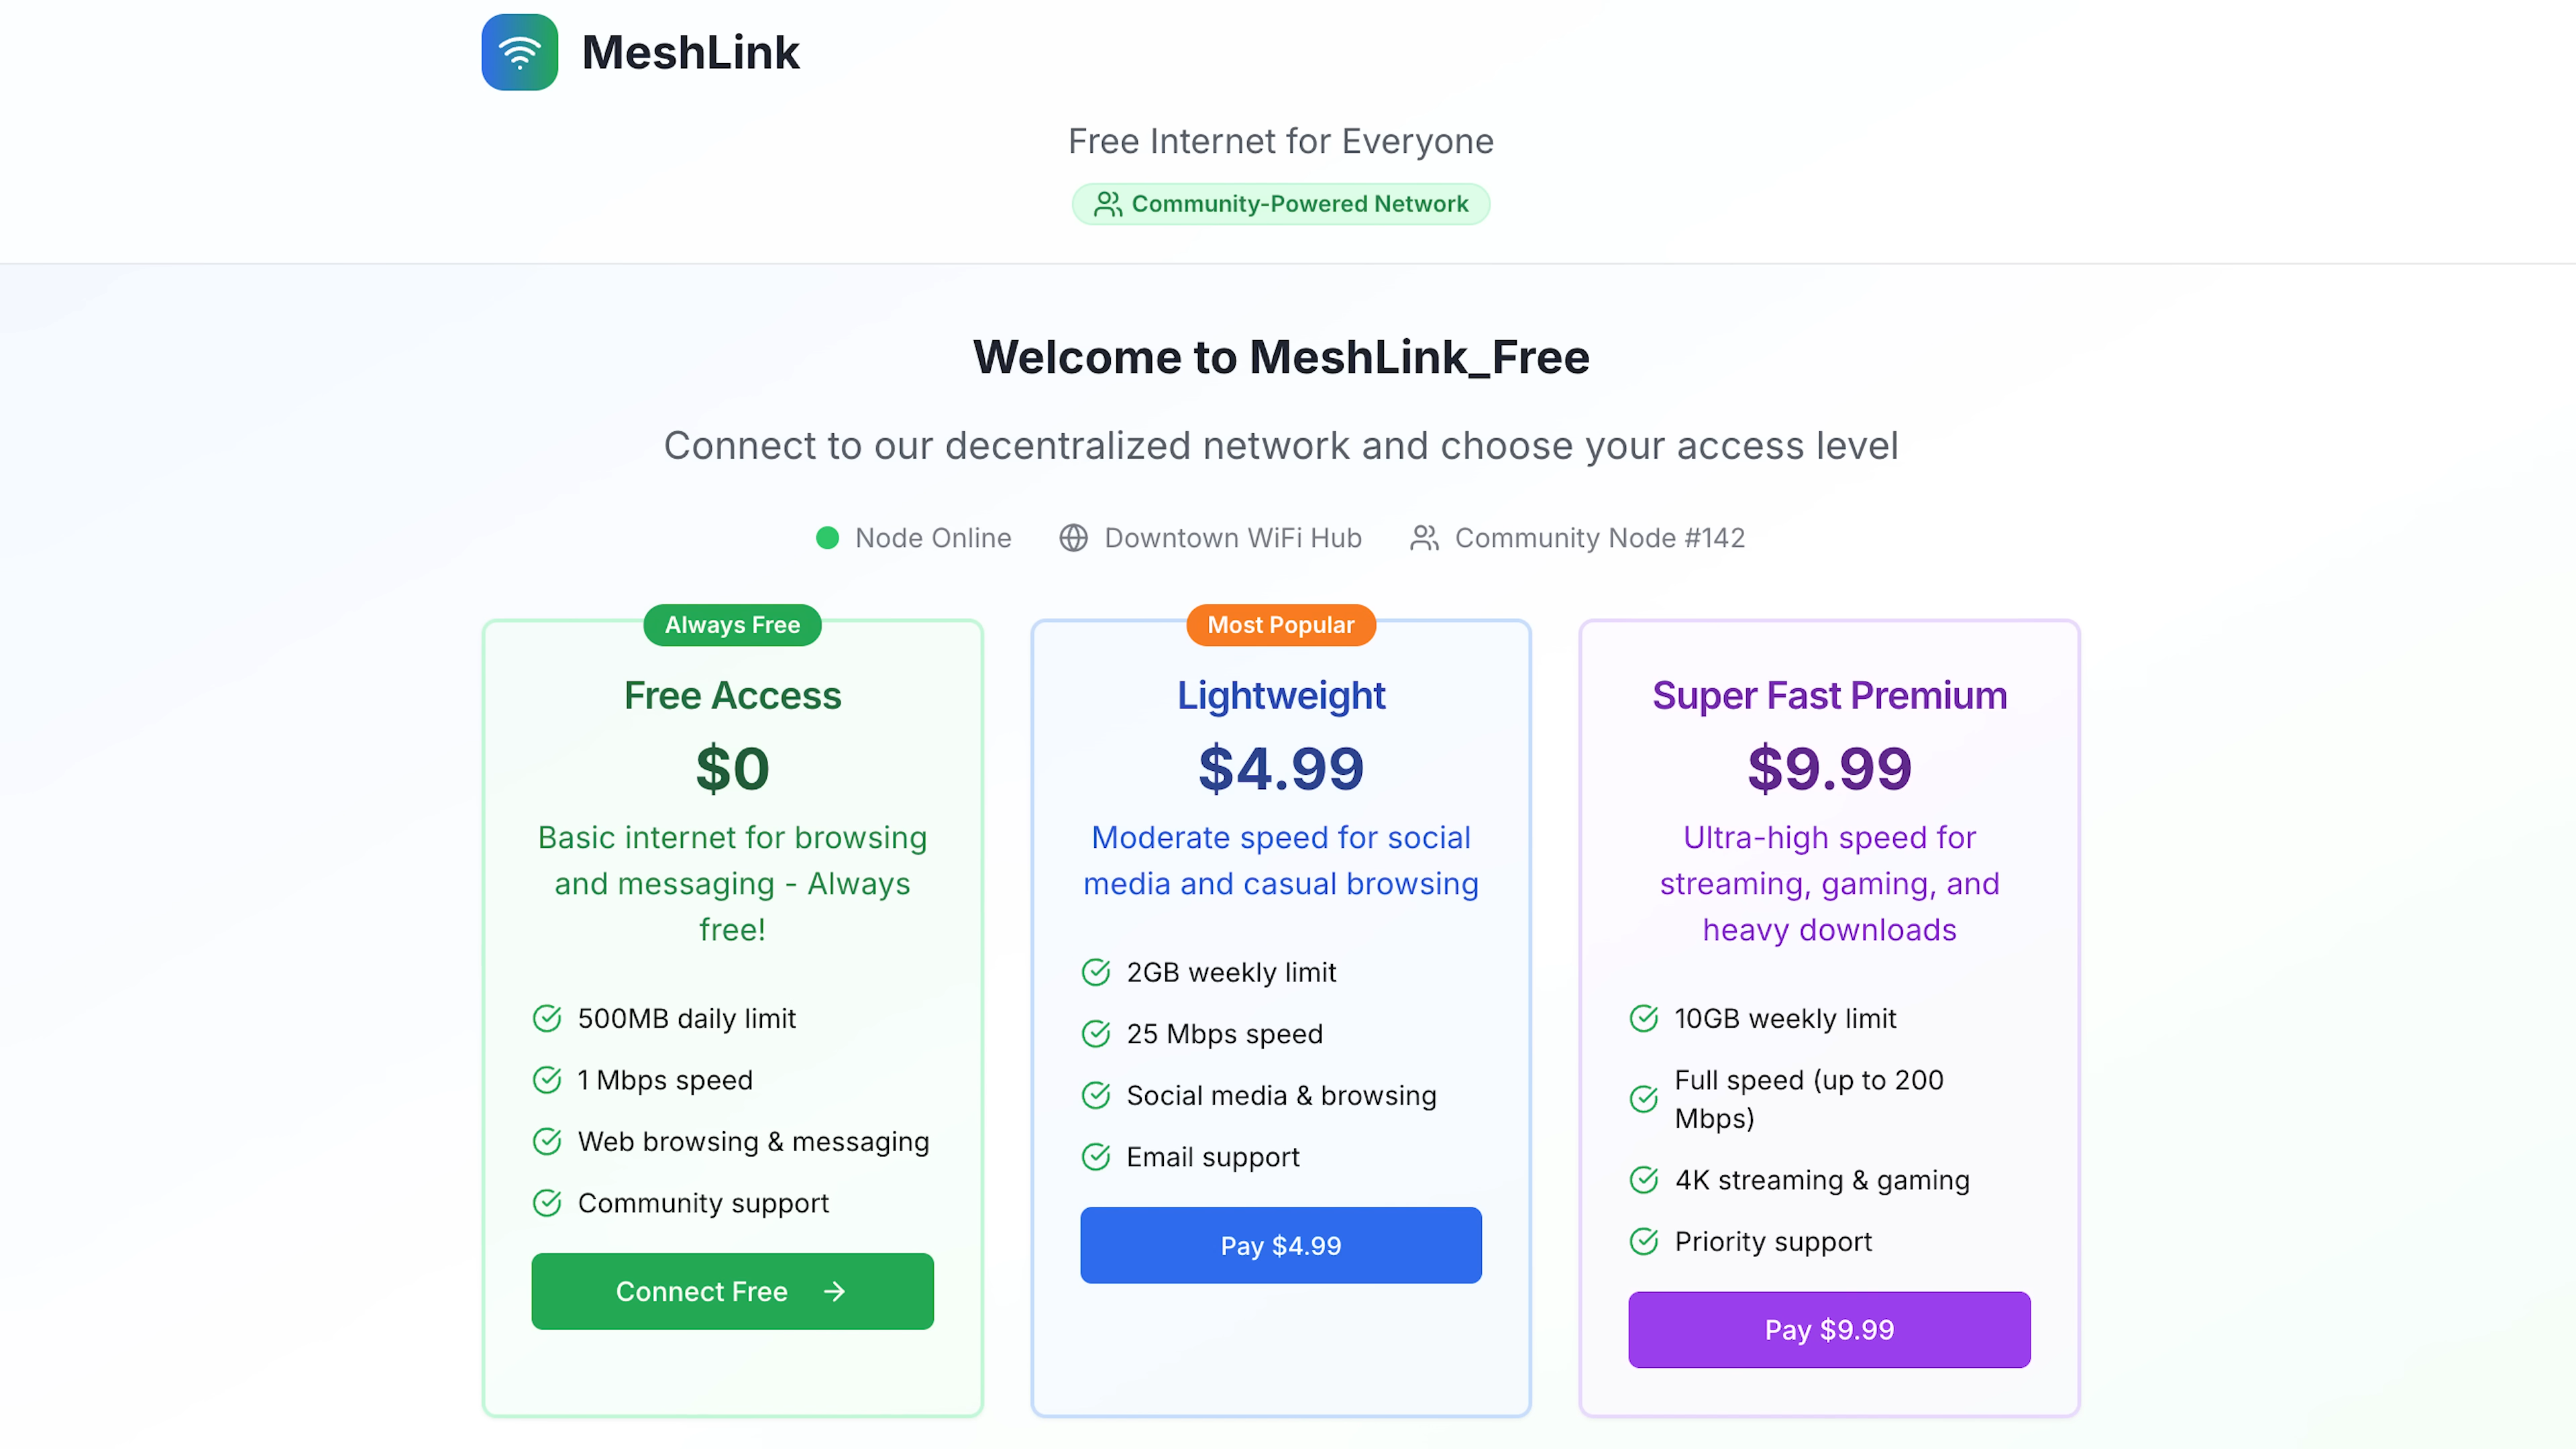 MeshLink
Free Internet for Everyone
Community-Powered Network
Welcome to MeshLink_Free
Connect to our decentralized network and choose your access level
Node Online
Downtown WiFi Hub
Community Node #142
Always Free
Free Access
$0
Basic internet for browsing
and messaging - Always
free!
500MB daily limit
1 Mbps speed
Web browsing & messaging
Community support
Connect Free
Most Popular
Lightweight
$4.99
Moderate speed for social
media and casual browsing
2GB weekly limit
25 Mbps speed
Social media & browsing
Email support
Pay $4.99
Super Fast Premium
$9.99
Ultra-high speed for
streaming, gaming, and
heavy downloads
10GB weekly limit
Full speed (up to 200
Mbps)
4K streaming & gaming
Priority support
Pay $9.99